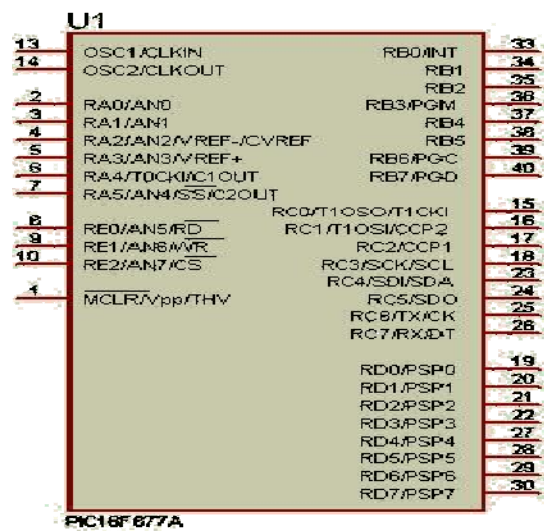 U1
13 OSC1/CLKIN RB0/INT 33
14 OSC2/CLKOUT RB1 34
RB2 35
2 RA0/AN0 RB3/PGM 36
3 RA1/AN1 RB4 37
4 RA2/AN2/VREF-/CVREF RB5 38
5 RA3/AN3/VREF+ RB6/PGC 39
6 RA4/T0CKI/C1OUT RB7/PGD 40
7 RA5/AN4/SS/C2OUT
RC0/T1OSO/T1CKI 15
8 RE0/AN5/RD RC1/T1OSI/CCP2 16
9 RE1/AN6/WR RC2/CCP1 17
10 RE2/AN7/CS RC3/SCK/SCL 18
RC4/SDI/SDA 23
1 MCLR/Vpp/THV RC5/SDO 24
RC6/TX/CK 25
RC7/RX/DT 26
RD0/PSP0 19
RD1/PSP1 20
RD2/PSP2 21
RD3/PSP3 22
RD4/PSP4 27
RD5/PSP5 28
RD6/PSP6 29
RD7/PSP7 30
PIC16F877A